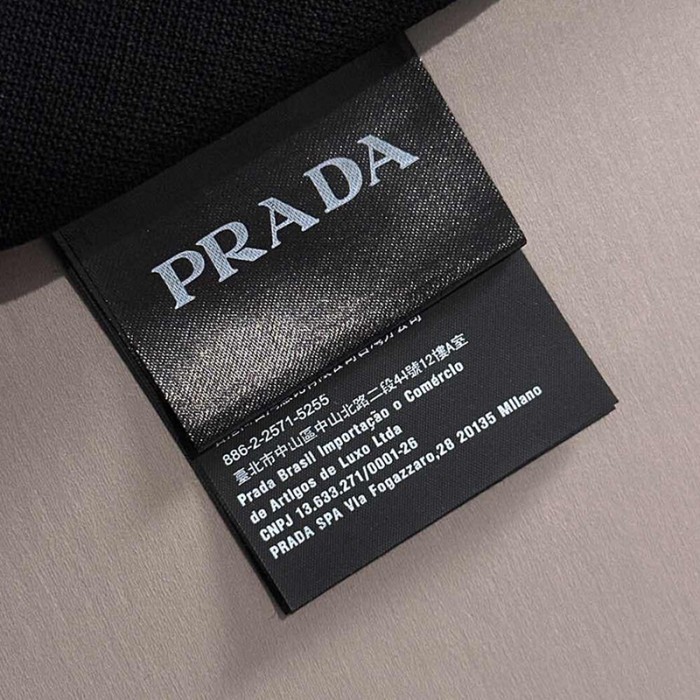 PRADA
886-2-2571-5255
臺北市中山區中山北路二段44號12樓A室
Prada Brasil Importação o Comércio
de Artigos de Luxo Ltda
CNPJ 13.633.271/0001-26
PRADA SPA Via Fogazzaro,28 20135 Milano